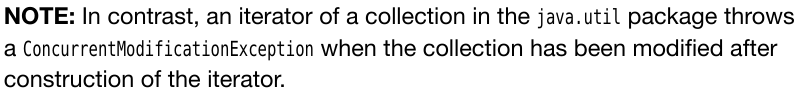 NOTE: In contrast, an iterator of a collection in the java.util package throws
a ConcurrentModificationException when the collection has been modified after
construction of the iterator.